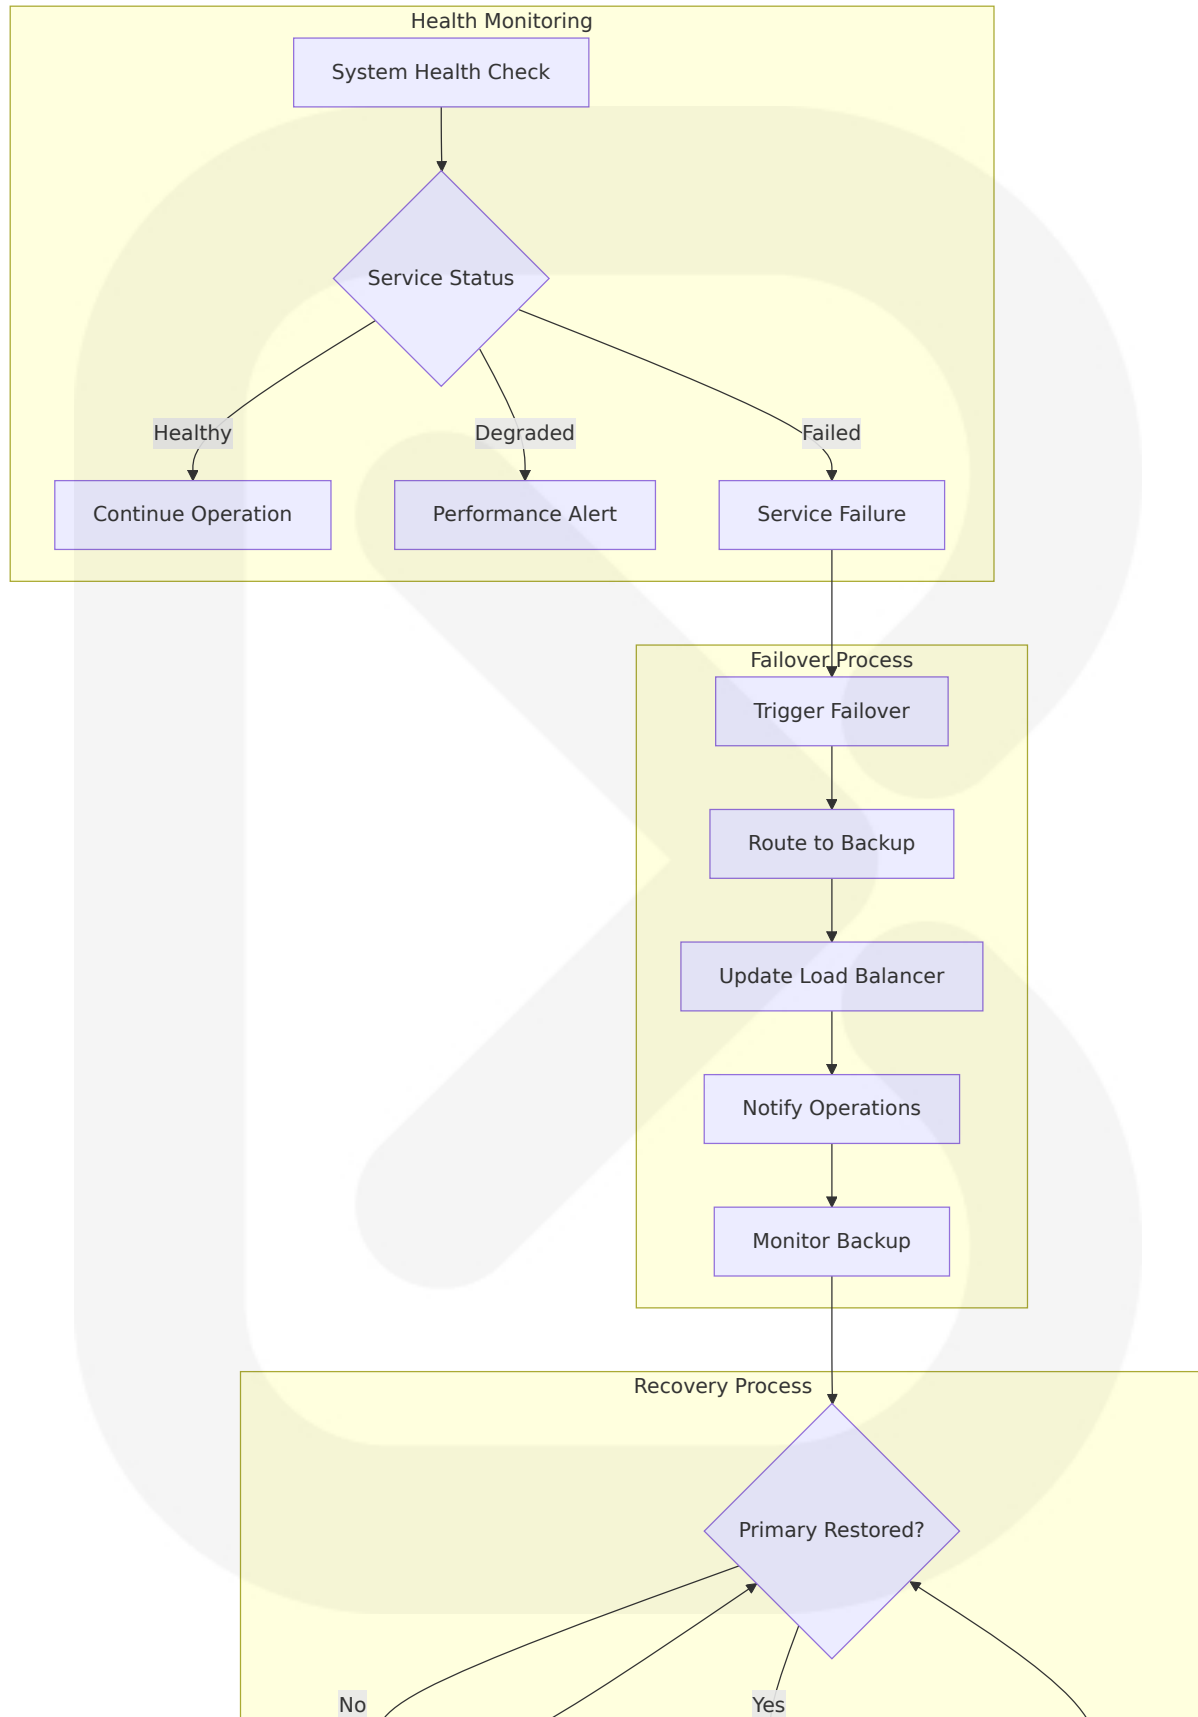 Health Monitoring
System Health Check
Service Status
Healthy
Degraded
Failed
Continue Operation
Performance Alert
Service Failure
Failover Process
Trigger Failover
Route to Backup
Update Load Balancer
Notify Operations
Monitor Backup
Recovery Process
Primary Restored?
No
Yes